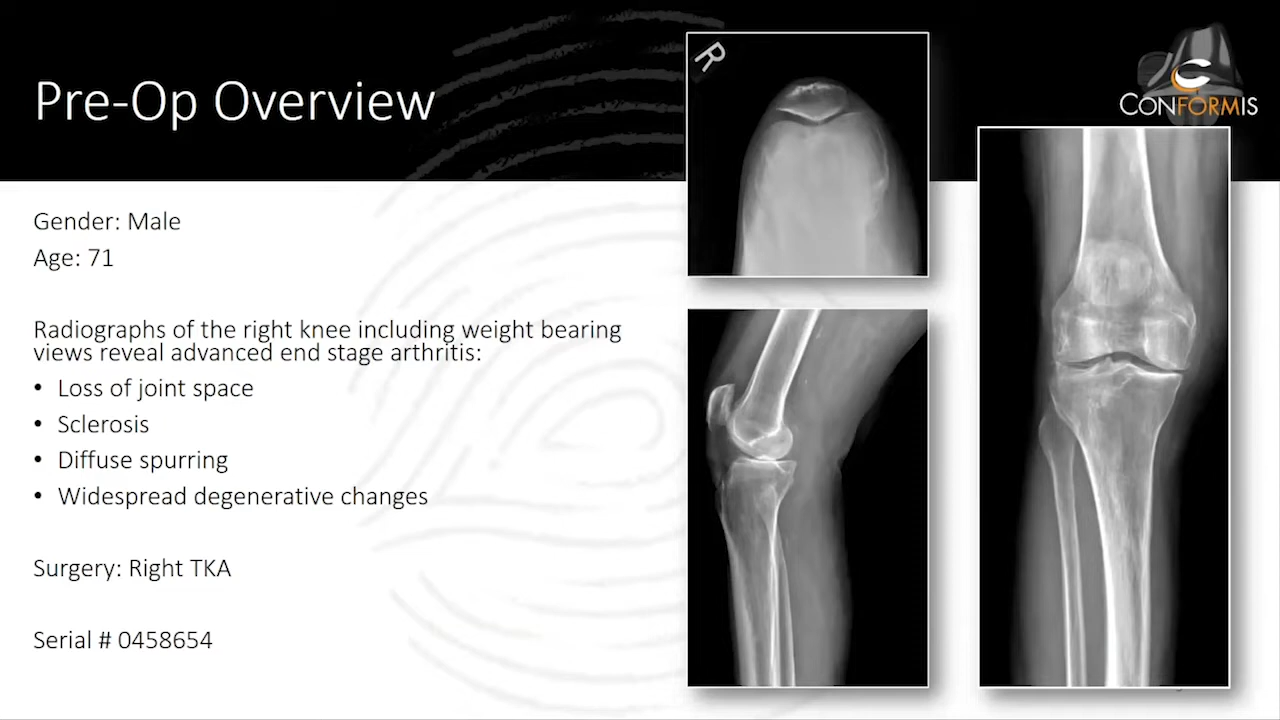 Pre-Op Overview
R
CONFORMIS
Gender: Male
Age: 71
Radiographs of the right knee including weight bearing
views reveal advanced end stage arthritis:
• Loss of joint space
• Sclerosis
• Diffuse spurring
• Widespread degenerative changes
Surgery: Right TKA
Serial # 0458654